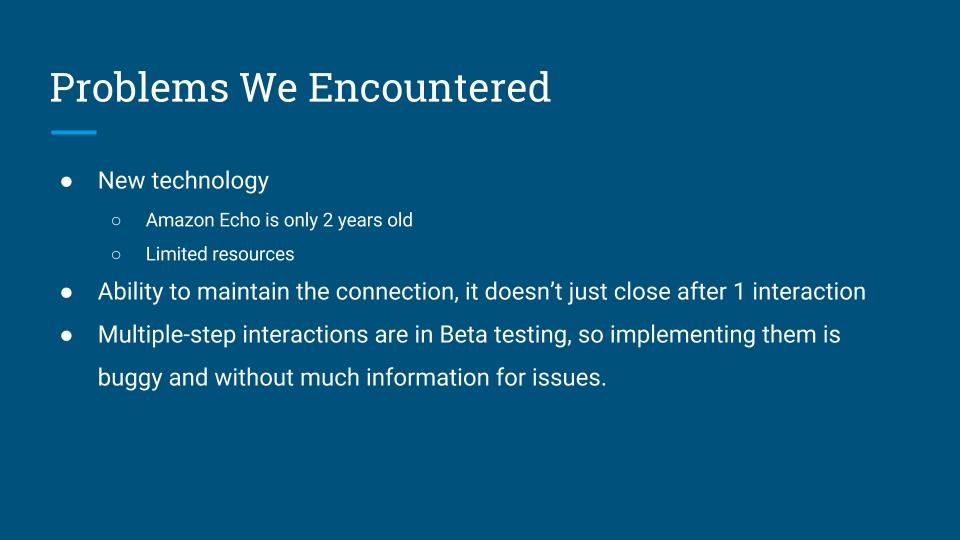 Problems We Encountered
● New technology
○ Amazon Echo is only 2 years old
○ Limited resources
● Ability to maintain the connection, it doesn’t just close after 1 interaction
● Multiple-step interactions are in Beta testing, so implementing them is
buggy and without much information for issues.